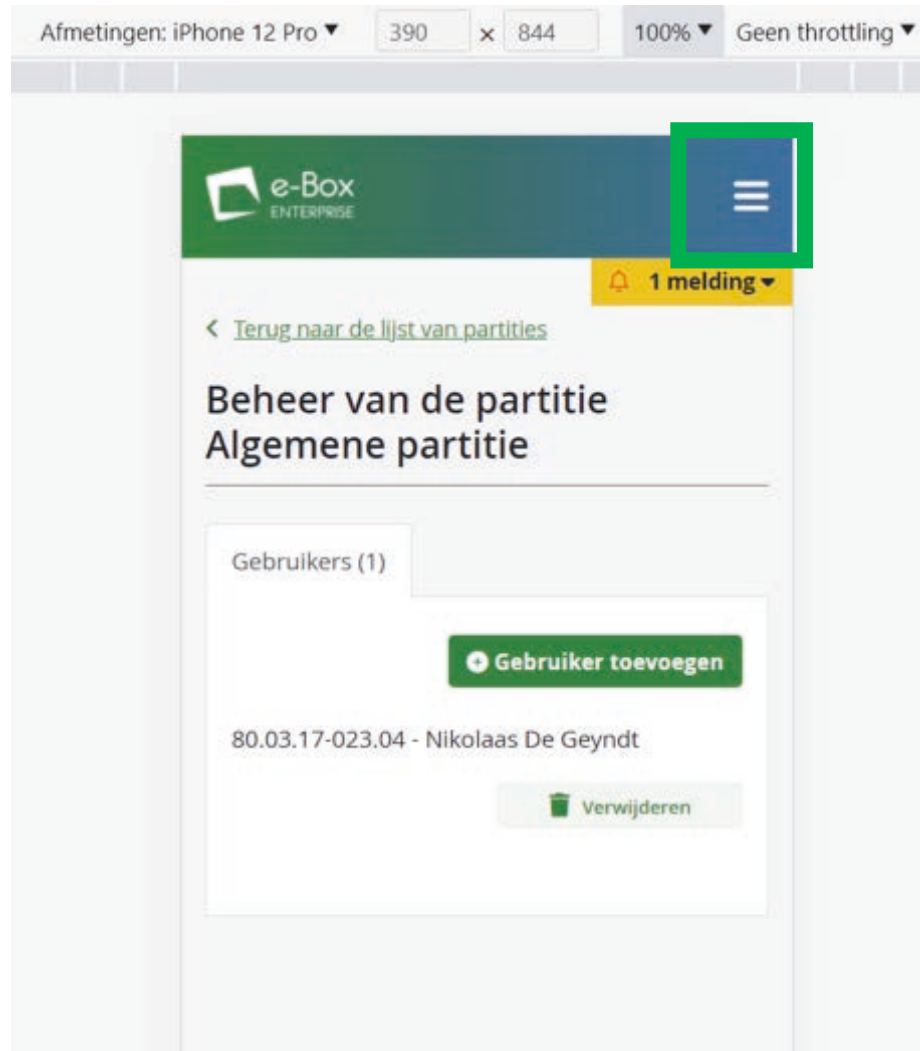 Afmetingen: iPhone 12 Pro ▼ 390 × 844 100% ▼ Geen throttling ▼
e-Box
ENTERPRISE
1 melding
Terug naar de lijst van partities
Beheer van de partitie
Algemene partitie
Gebruikers (1)
Gebruiker toevoegen
80.03.17-023.04 - Nikolaas De Geyndt
Verwijderen